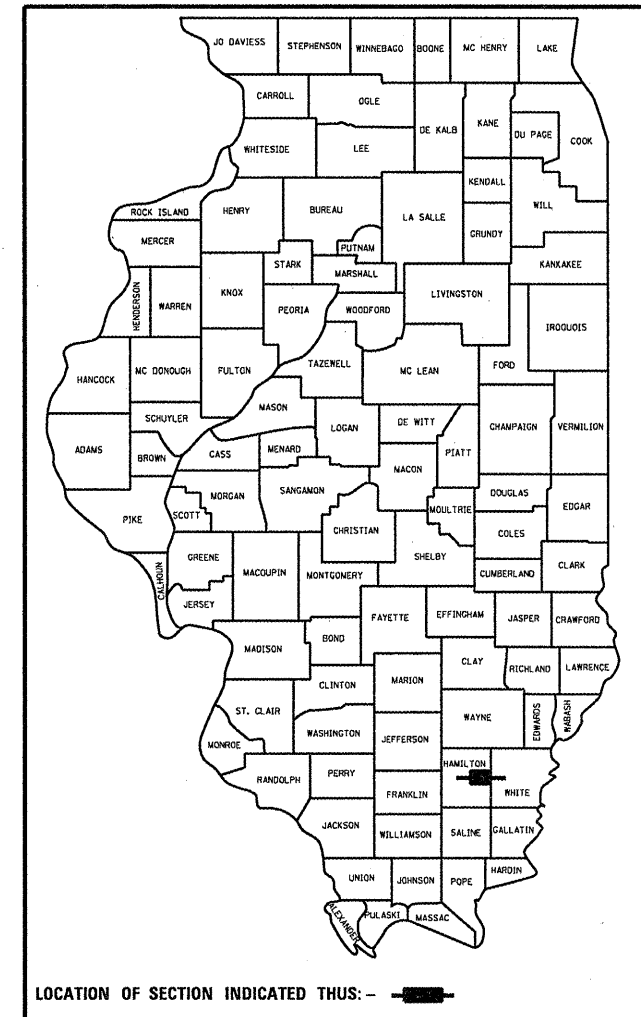 JO DAVIESS STEPHENSON WINNEBAGO BOONE MC HENRY LAKE
CARROLL OGLE DE KALB KANE DU PAGE COOK
WHITESIDE LEE KENDALL WILL
ROCK ISLAND HENRY BUREAU LA SALLE GRUNDY
MERCER PUTNAM KANKAKEE
HENDERSON WARREN KNOX STARK MARSHALL LIVINGSTON
PEORIA WOODFORD IROQUOIS
HANCOCK MC DONOUGH FULTON TAZEWELL MC LEAN FORD
SCHUYLER MASON LOGAN DE WITT CHAMPAIGN VERMILION
ADAMS BROWN CASS MENARD MACON PIATT
PIKE SCOTT MORGAN SANGAMON CHRISTIAN MOULTRIE DOUGLAS EDGAR
COLES
CALHOUN GREENE MACOUPIN MONTGOMERY SHELBY CUMBERLAND CLARK
JERSEY FAYETTE EFFINGHAM JASPER CRAWFORD
MADISON BOND CLAY RICHLAND LAWRENCE
CLINTON MARION
ST. CLAIR WAYNE EDWARDS WABASH
MONROE WASHINGTON JEFFERSON
RANDOLPH PERRY HAMILTON WHITE
FRANKLIN
JACKSON WILLIAMSON SALINE GALLATIN
UNION JOHNSON POPE HARDIN
ALEXANDER PULASKI MASSAC
LOCATION OF SECTION INDICATED THUS: -